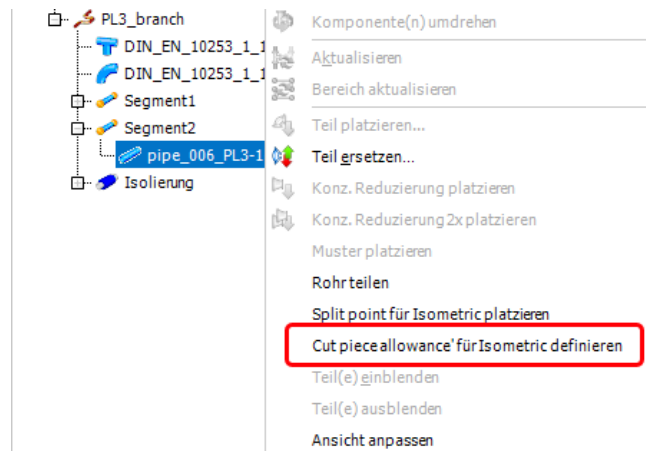 PL3_branch
DIN_EN_10253_1_1
DIN_EN_10253_1_1
Segment1
Segment2
pipe_006_PL3-1
Isolierung
Komponente(n) umdrehen
Aktualisieren
Bereich aktualisieren
Teil platzieren...
Teil ersetzen...
Konz. Reduzierung platzieren
Konz. Reduzierung 2x platzieren
Muster platzieren
Rohr teilen
Split point für Isometric platzieren
Cut piece allowance' für Isometric definieren
Teil(e) einblenden
Teil(e) ausblenden
Ansicht anpassen